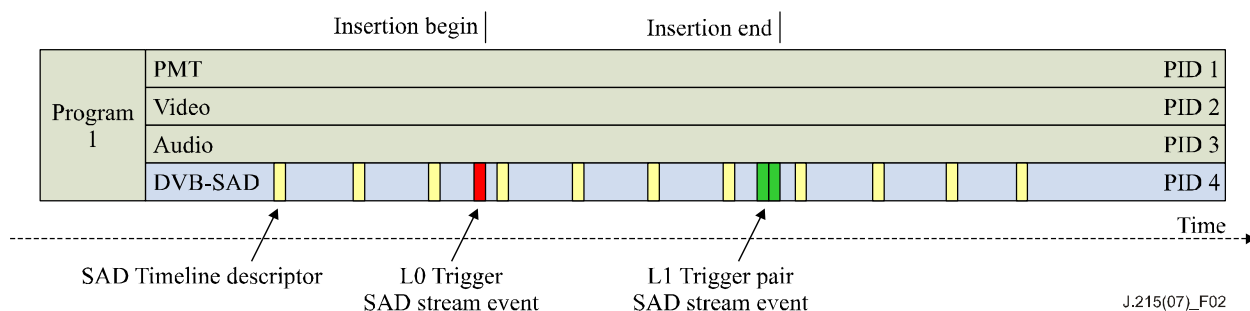 Insertion begin
Insertion end
Program
1
PMT
PID 1
Video
PID 2
Audio
PID 3
DVB-SAD
PID 4
Time
SAD Timeline descriptor
L0 Trigger
SAD stream event
L1 Trigger pair
SAD stream event
J.215(07)_F02